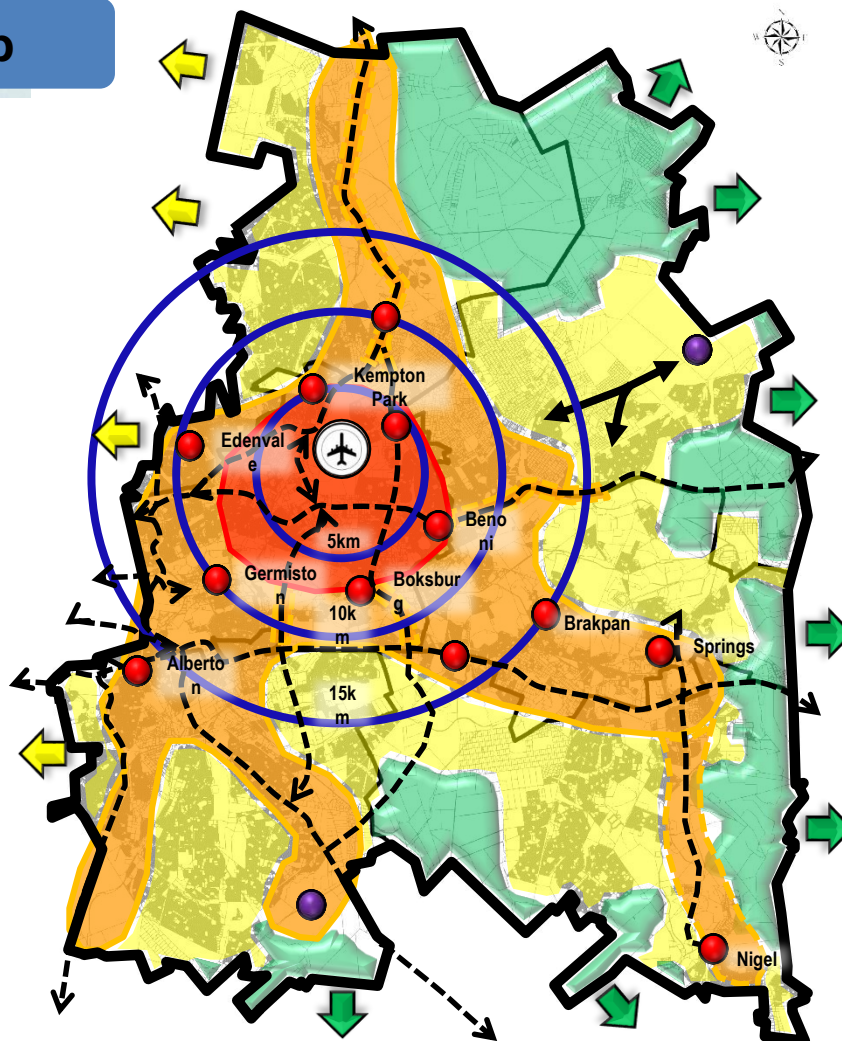 p
N
W E
S
Kempton
Park
Edenval
e
Beno
ni
5km
Germisto
n
Boksbur
g
10k
m
Brakpan
Springs
Alberto
n
15k
m
Nigel